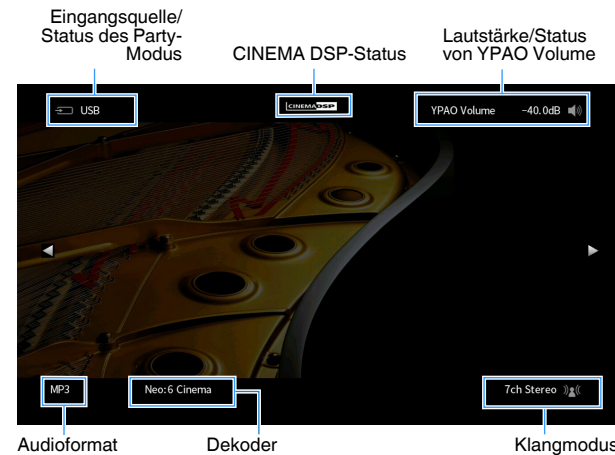 Eingangsquelle/
Status des Party-
Modus
CINEMA DSP-Status
Lautstärke/Status
von YPAO Volume
USB
CINEMA DSP
YPAO Volume -40.0dB
MP3
Neo:6 Cinema
7ch Stereo
Audioformat
Dekoder
Klangmodus